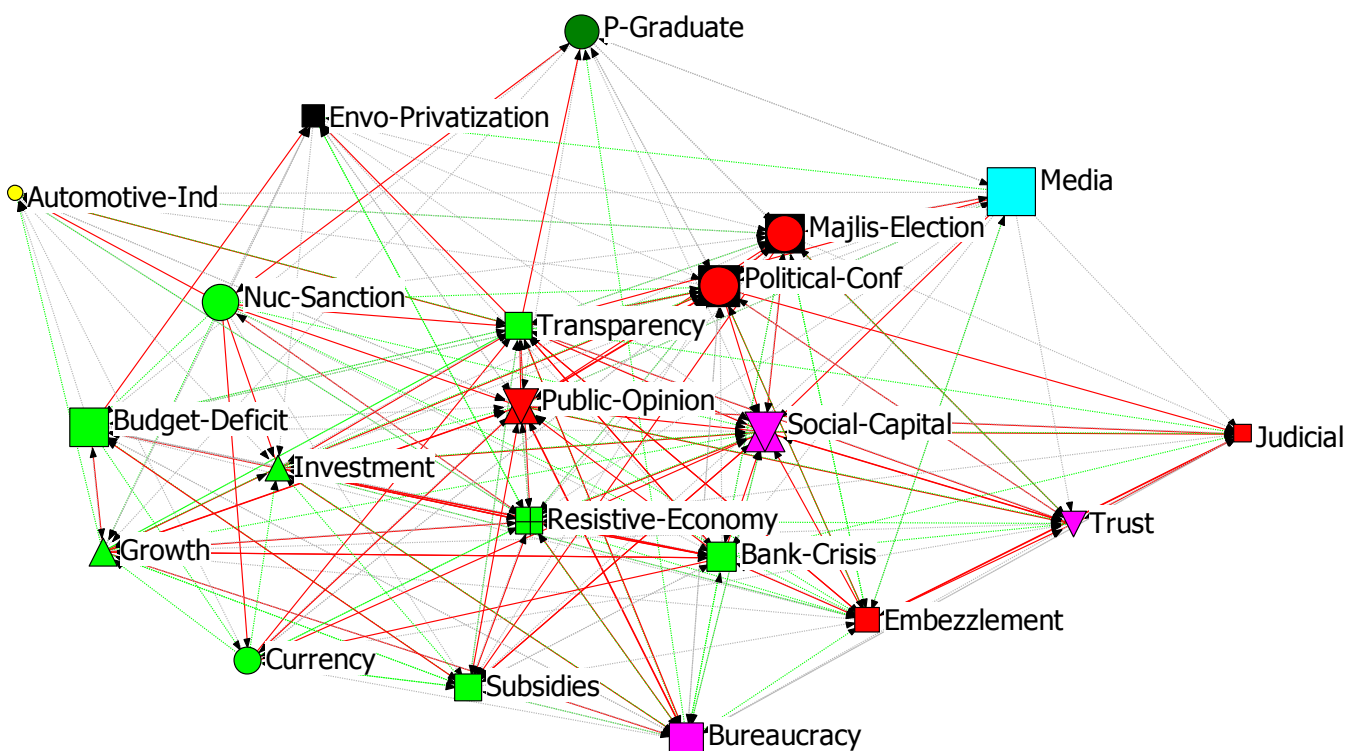 P-Graduate
Envo-Privatization
Media
Automotive-Ind
Majlis-Election
Political-Conf
Nuc-Sanction
Transparency
Public-Opinion
Budget-Deficit
Social-Capital
Judicial
Investment
Resistive-Economy
Trust
Growth
Bank-Crisis
Embezzlement
Currency
Subsidies
Bureaucracy